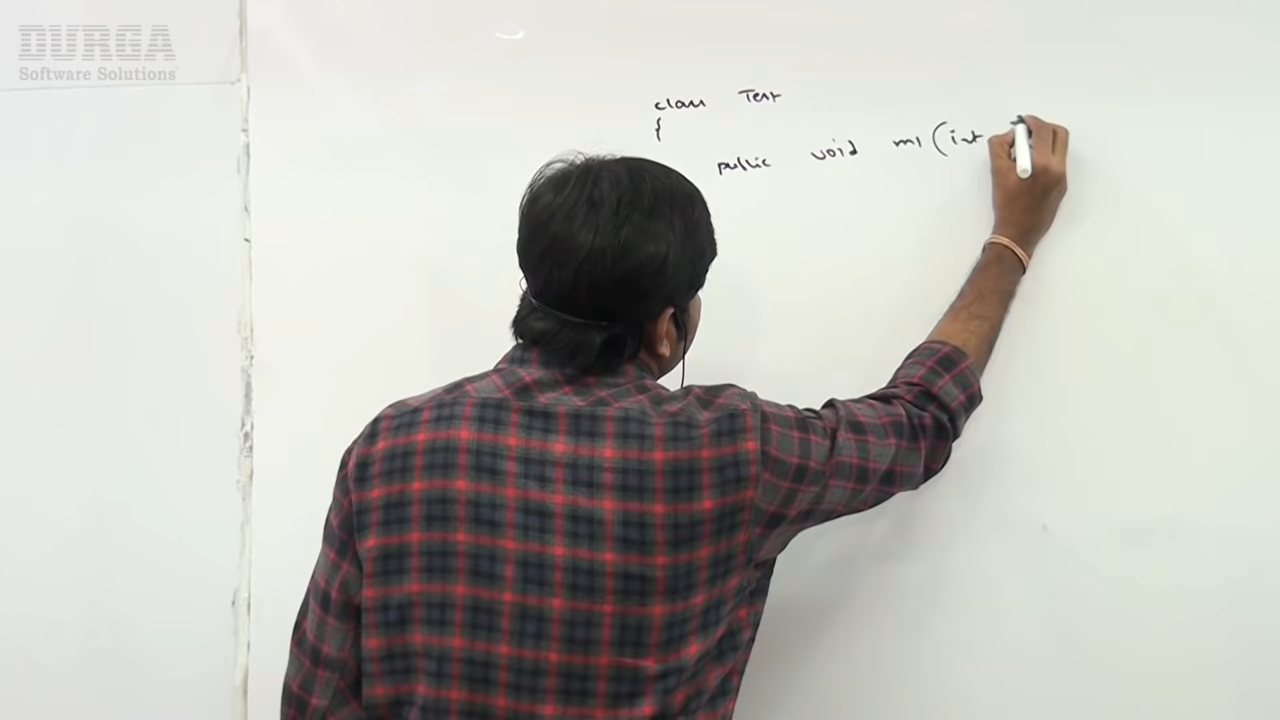 DURGA
Software Solutions
class Test
{
public void m1 (int